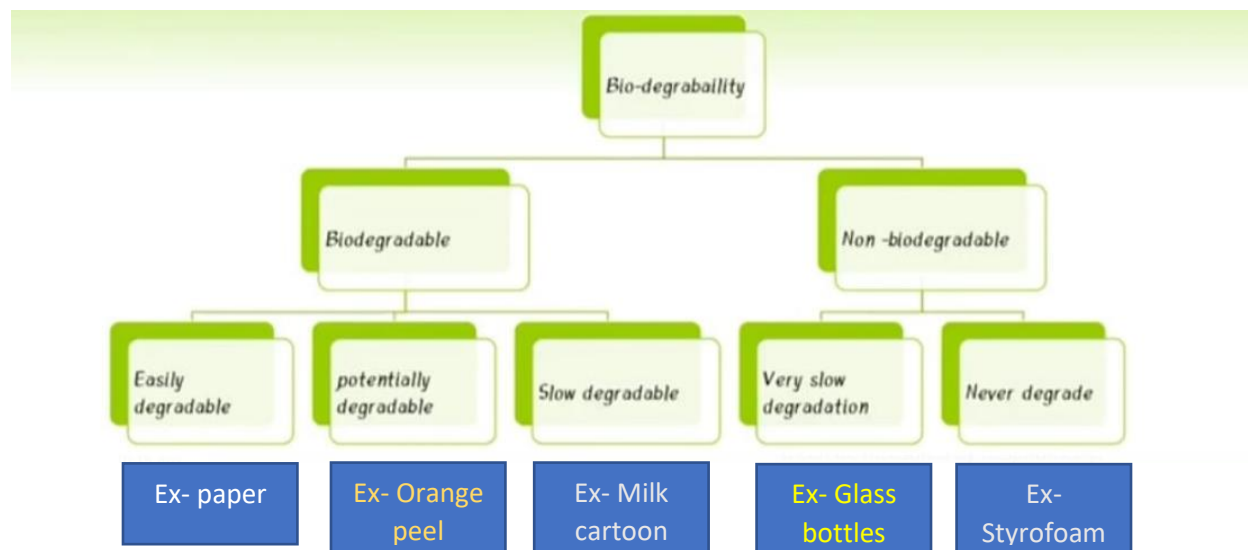 Bio-degrabaility
Biodegradable
Non -biodegradable
Easily
degradable
potentially
degradable
Slow degradable
Very slow
degradation
Never degrade
Ex- paper
Ex- Orange
peel
Ex- Milk
cartoon
Ex- Glass
bottles
Ex-
Styrofoam